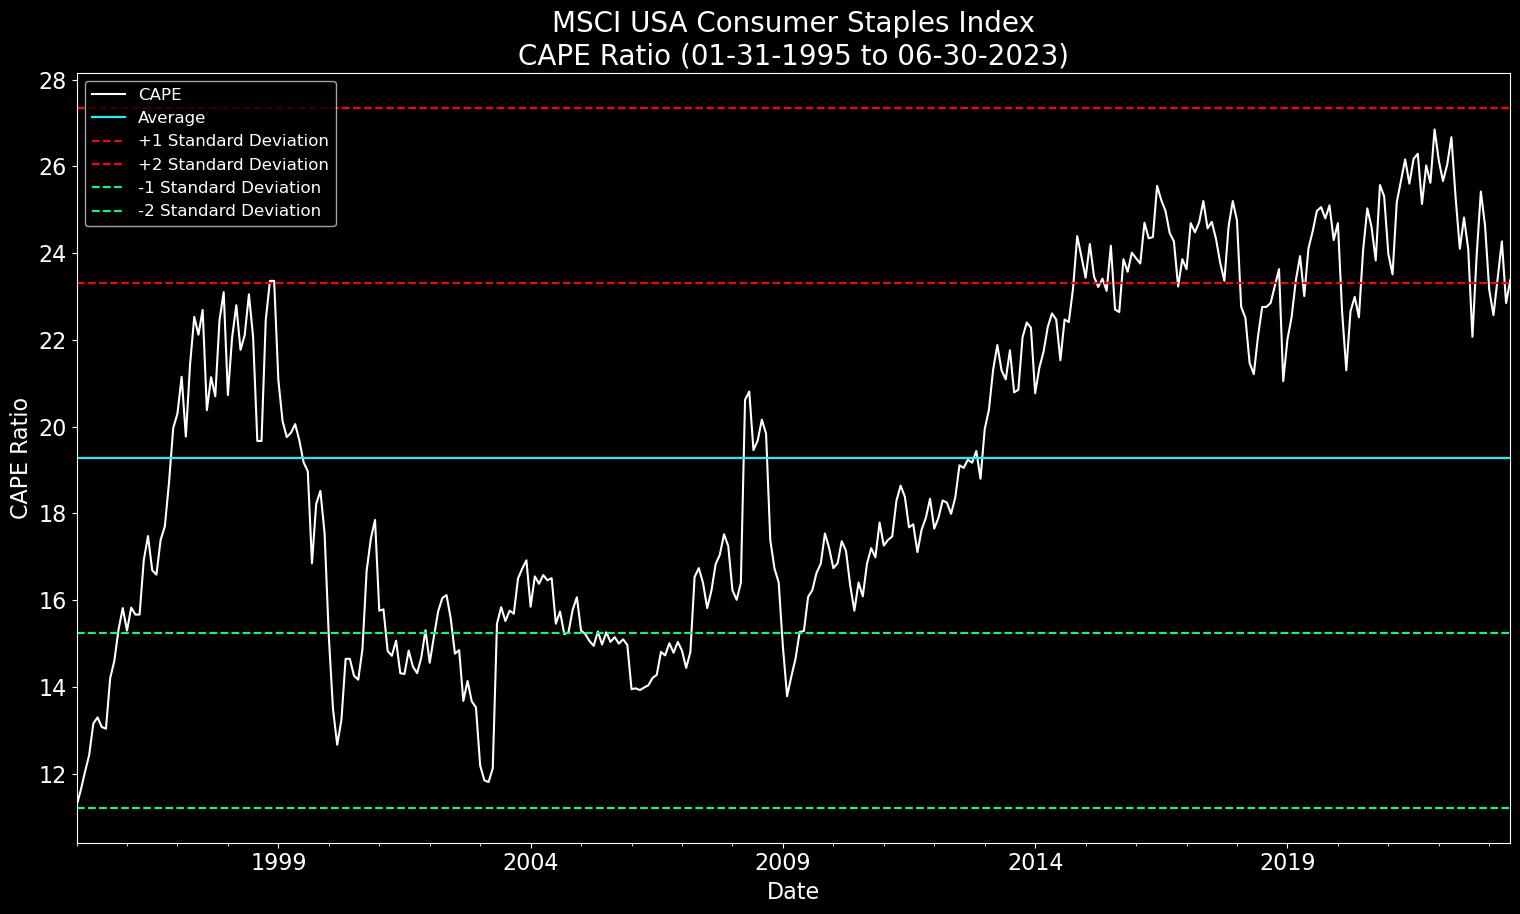 MSCI USA Consumer Staples Index
CAPE Ratio (01-31-1995 to 06-30-2023)
CAPE
Average
+1 Standard Deviation
+2 Standard Deviation
-1 Standard Deviation
-2 Standard Deviation
28
26
24
22
20
18
16
14
12
CAPE Ratio
1999
2004
2009
2014
2019
Date